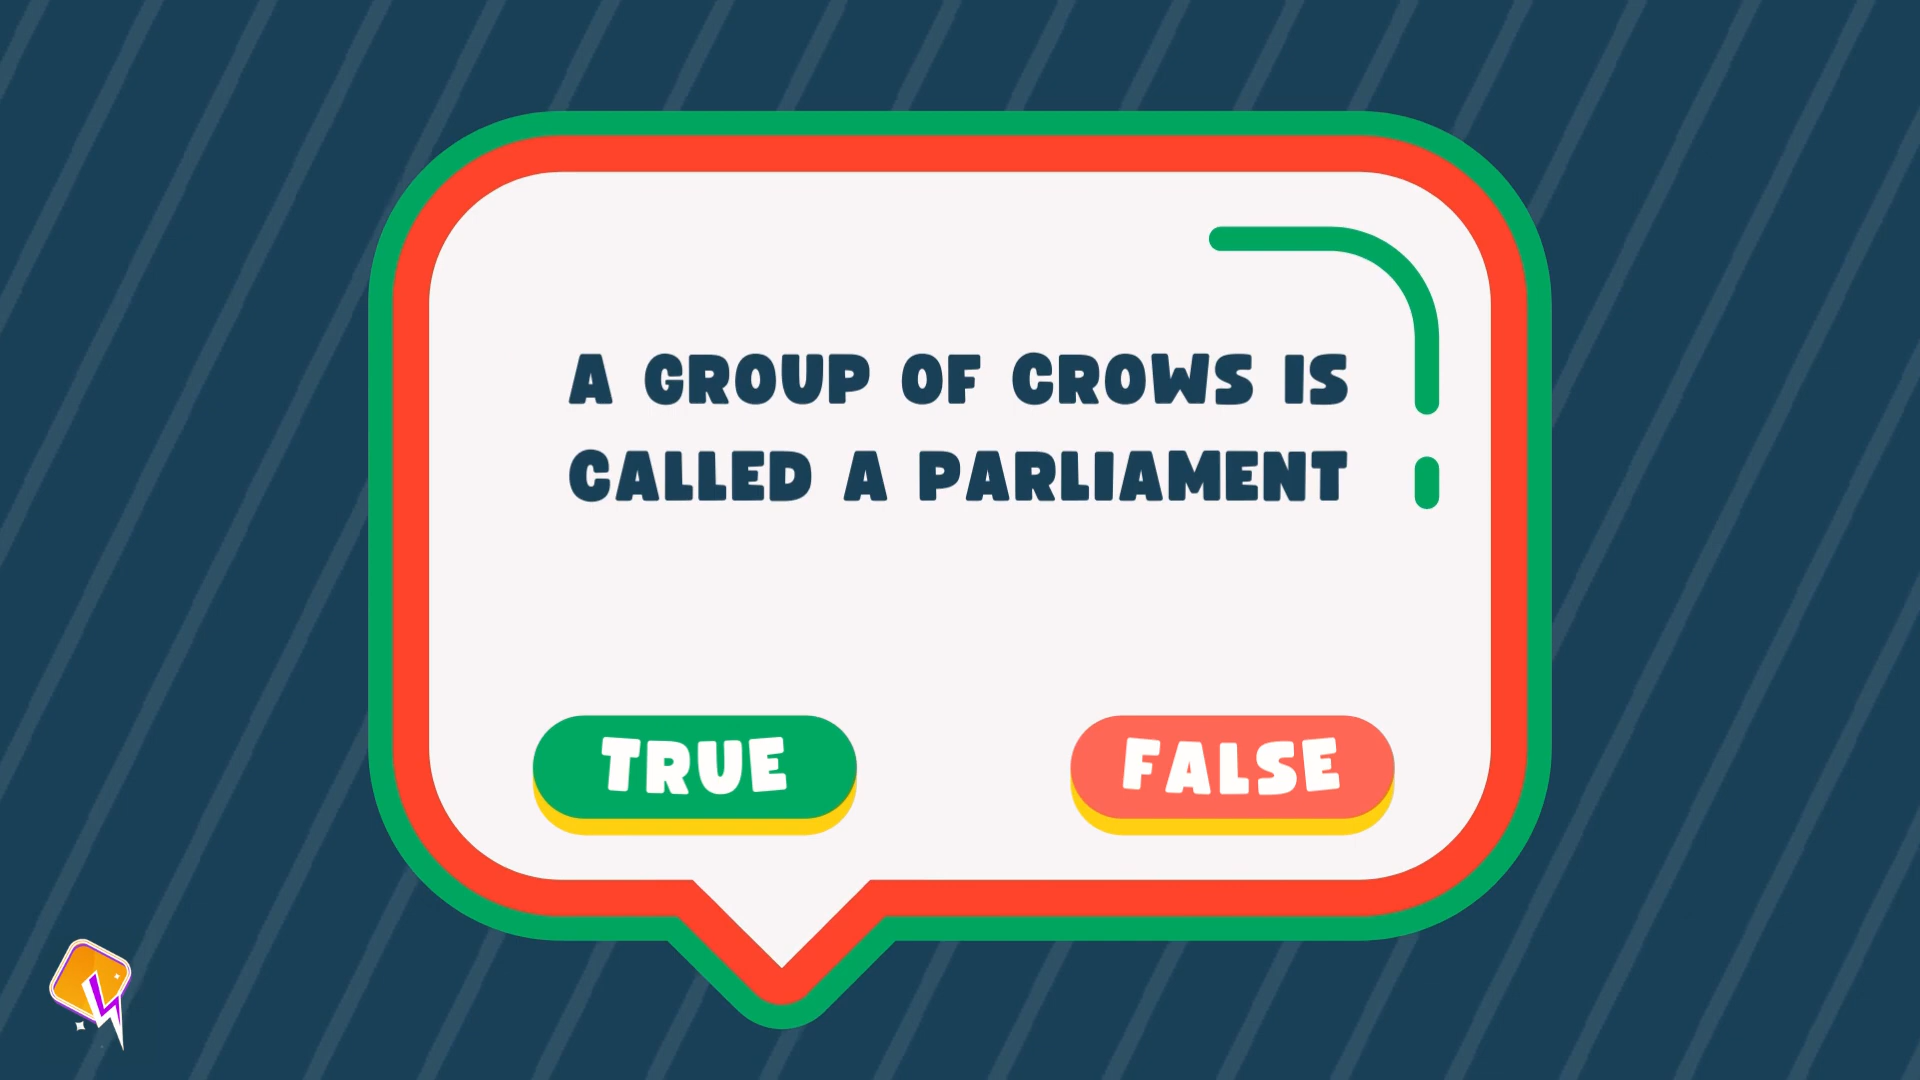 A GROUP OF CROWS IS
CALLED A PARLIAMENT
TRUE
FALSE